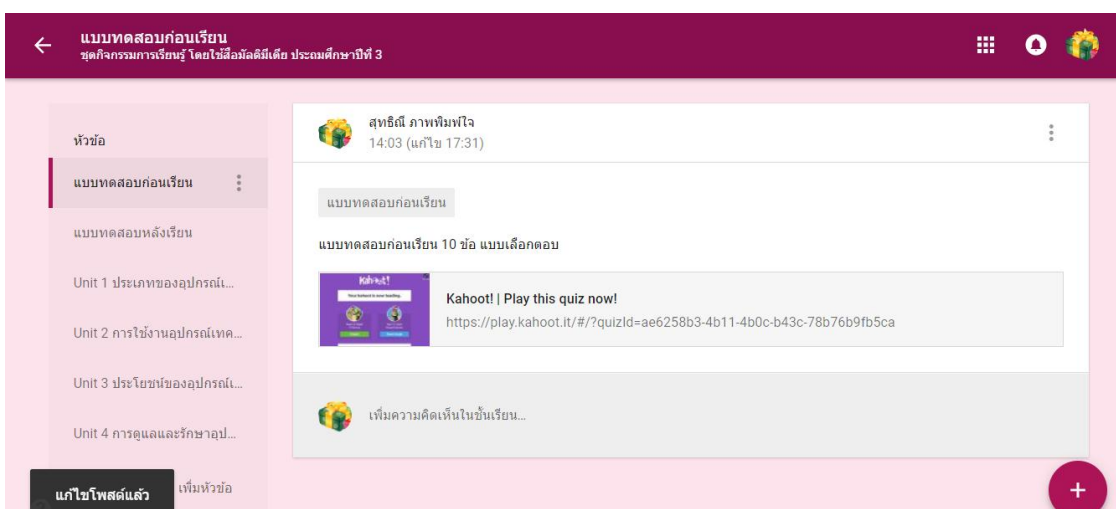 แบบทดสอบก่อนเรียน
ชุดกิจกรรมการเรียนรู้ โดยใช้สื่อมัลติมีเดีย ประถมศึกษาปีที่ 3
หัวข้อ
แบบทดสอบก่อนเรียน
แบบทดสอบหลังเรียน
Unit 1 ประเภทของอุปกรณ์เ...
Unit 2 การใช้งานอุปกรณ์เทค...
Unit 3 ประโยชน์ของอุปกรณ์เ...
Unit 4 การดูแลและรักษาอุป...
เพิ่มหัวข้อ
แก้ไขโพสต์แล้ว
สุทธิณี ภาพพิมพ์ใจ
14:03 (แก้ไข 17:31)
แบบทดสอบก่อนเรียน
แบบทดสอบก่อนเรียน 10 ข้อ แบบเลือกตอบ
Kahoot!
Kahoot! | Play this quiz now!
https://play.kahoot.it/#/?quizId=ae6258b3-4b11-4b0c-b43c-78b76b9fb5ca
เพิ่มความคิดเห็นในชั้นเรียน...